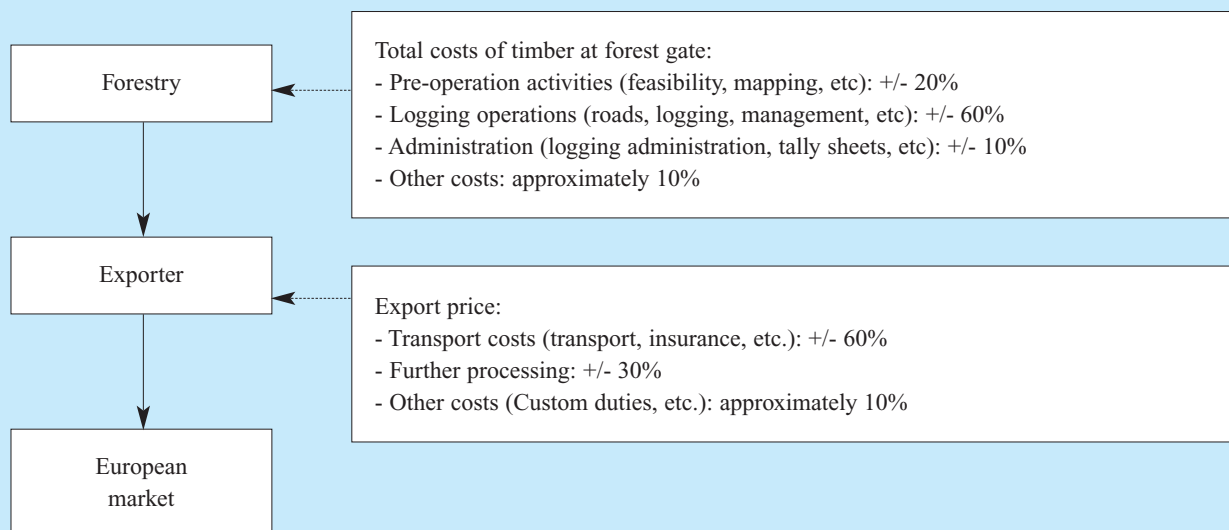 Forestry
Total costs of timber at forest gate:
- Pre-operation activities (feasibility, mapping, etc): +/- 20%
- Logging operations (roads, logging, management, etc): +/- 60%
- Administration (logging administration, tally sheets, etc): +/- 10%
- Other costs: approximately 10%
Exporter
Export price:
- Transport costs (transport, insurance, etc.): +/- 60%
- Further processing: +/- 30%
- Other costs (Custom duties, etc.): approximately 10%
European
market